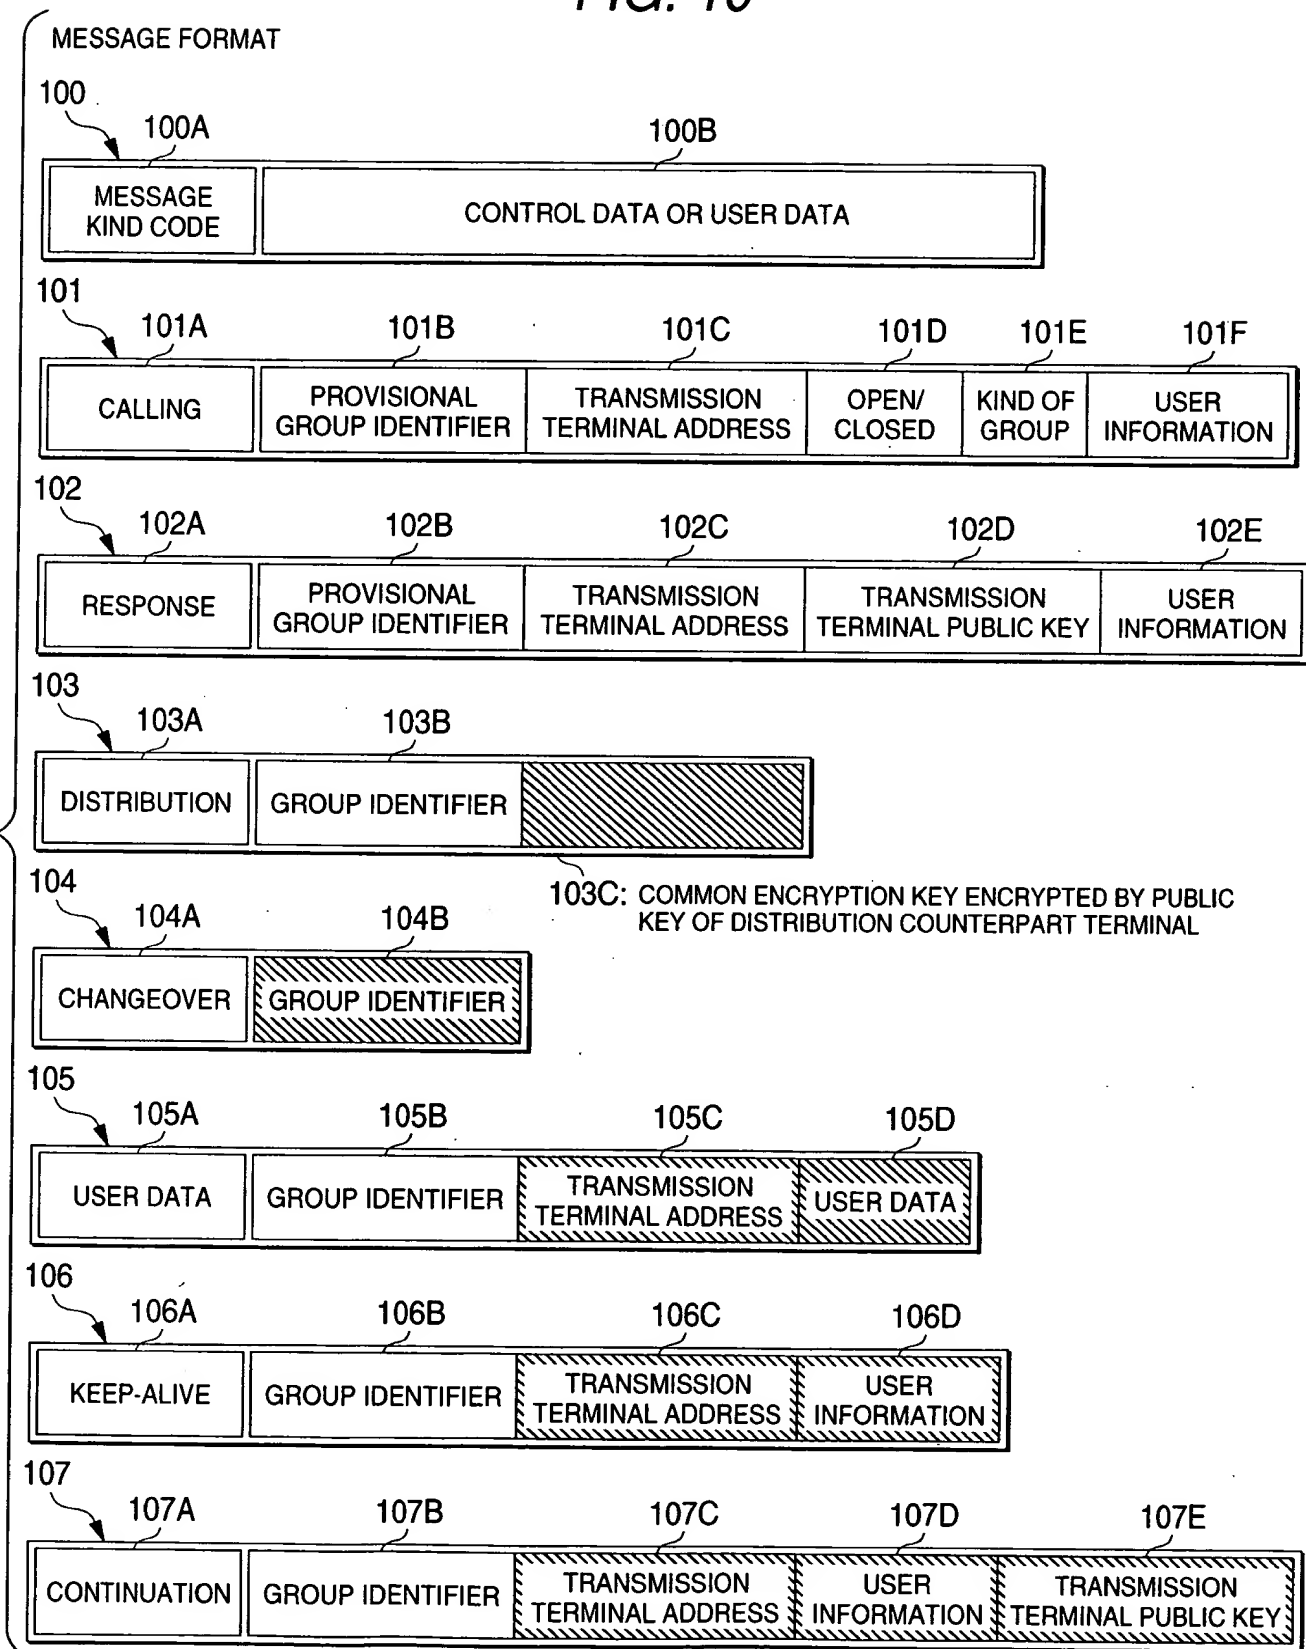 MESSAGE FORMAT
100
100A
100B
MESSAGE
KIND CODE
CONTROL DATA OR USER DATA
101
101A
101B
101C
101D
101E
101F
CALLING
PROVISIONAL
GROUP IDENTIFIER
TRANSMISSION
TERMINAL ADDRESS
OPEN/
CLOSED
KIND OF
GROUP
USER
INFORMATION
102
102A
102B
102C
102D
102E
RESPONSE
PROVISIONAL
GROUP IDENTIFIER
TRANSMISSION
TERMINAL ADDRESS
TRANSMISSION
TERMINAL PUBLIC KEY
USER
INFORMATION
103
103A
103B
DISTRIBUTION
GROUP IDENTIFIER
103C: COMMON ENCRYPTION KEY ENCRYPTED BY PUBLIC
KEY OF DISTRIBUTION COUNTERPART TERMINAL
104
104A
104B
CHANGEOVER
GROUP IDENTIFIER
105
105A
105B
105C
105D
USER DATA
GROUP IDENTIFIER
TRANSMISSION
TERMINAL ADDRESS
USER DATA
106
106A
106B
106C
106D
KEEP-ALIVE
GROUP IDENTIFIER
TRANSMISSION
TERMINAL ADDRESS
USER
INFORMATION
107
107A
107B
107C
107D
107E
CONTINUATION
GROUP IDENTIFIER
TRANSMISSION
TERMINAL ADDRESS
USER
INFORMATION
TRANSMISSION
TERMINAL PUBLIC KEY